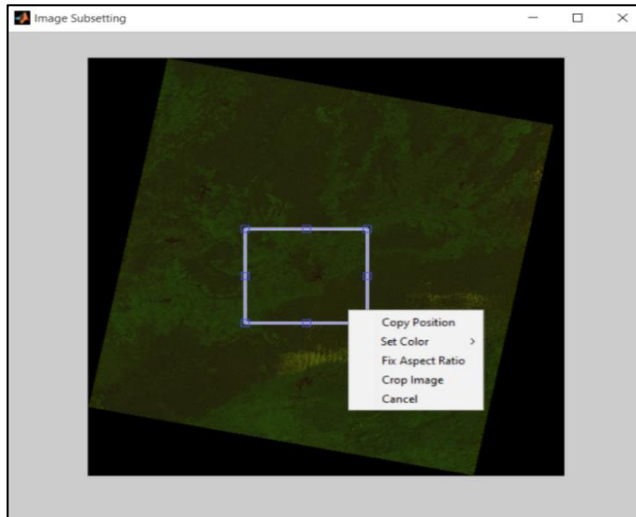 Image Subsetting
Copy Position
Set Color
Fix Aspect Ratio
Crop Image
Cancel